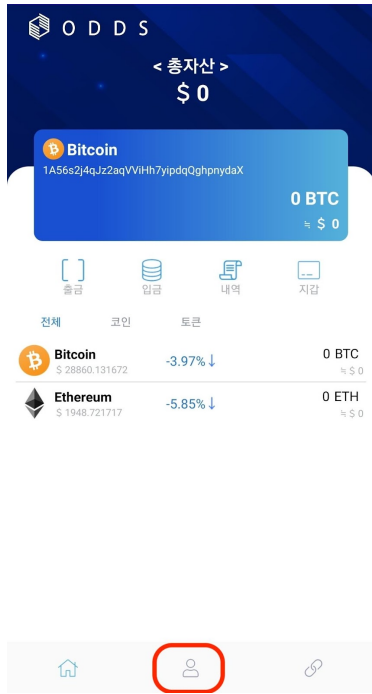 ODDS
< 총자산 >
$ 0
Bitcoin
1A56s2j4qJz2aqVViHh7yipdqQghpnydaX
0 BTC
≒ $ 0
출금 입금 내역 지갑
전체 코인 토큰
Bitcoin -3.97%↓ 0 BTC
$ 28860.131672 ≒ $ 0
Ethereum -5.85%↓ 0 ETH
$ 1948.721717 ≒ $ 0